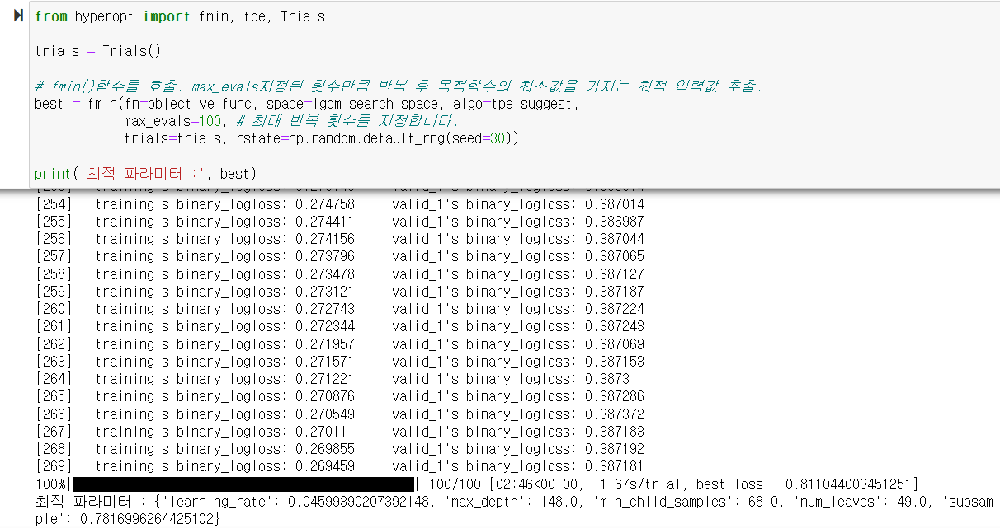 from hyperopt import fmin, tpe, Trials
trials = Trials()
# fmin()함수를 호출. max_evals지정된 횟수만큼 반복 후 목적함수의 최소값을 가지는 최적 입력값 추출.
best = fmin(fn=objective_func, space=lgbm_search_space, algo=tpe.suggest,
max_evals=100, # 최대 반복 횟수를 지정합니다.
trials=trials, rstate=np.random.default_rng(seed=30))
print('최적 파라미터 :', best)
[254] training's binary_logloss: 0.274758 valid_1's binary_logloss: 0.387014
[255] training's binary_logloss: 0.274411 valid_1's binary_logloss: 0.386987
[256] training's binary_logloss: 0.274156 valid_1's binary_logloss: 0.387044
[257] training's binary_logloss: 0.273796 valid_1's binary_logloss: 0.387065
[258] training's binary_logloss: 0.273478 valid_1's binary_logloss: 0.387127
[259] training's binary_logloss: 0.273121 valid_1's binary_logloss: 0.387187
[260] training's binary_logloss: 0.272743 valid_1's binary_logloss: 0.387224
[261] training's binary_logloss: 0.272344 valid_1's binary_logloss: 0.387243
[262] training's binary_logloss: 0.271957 valid_1's binary_logloss: 0.387069
[263] training's binary_logloss: 0.271571 valid_1's binary_logloss: 0.387153
[264] training's binary_logloss: 0.271221 valid_1's binary_logloss: 0.3873
[265] training's binary_logloss: 0.270876 valid_1's binary_logloss: 0.387286
[266] training's binary_logloss: 0.270549 valid_1's binary_logloss: 0.387372
[267] training's binary_logloss: 0.270111 valid_1's binary_logloss: 0.387183
[268] training's binary_logloss: 0.269855 valid_1's binary_logloss: 0.387192
[269] training's binary_logloss: 0.269459 valid_1's binary_logloss: 0.387181
100%| | 100/100 [02:46<00:00, 1.67s/trial, best loss: -0.811044003451251]
최적 파라미터 : {'learning_rate': 0.04599390207392148, 'max_depth': 148.0, 'min_child_samples': 68.0, 'num_leaves': 49.0, 'subsam
ple': 0.7816996264425102}